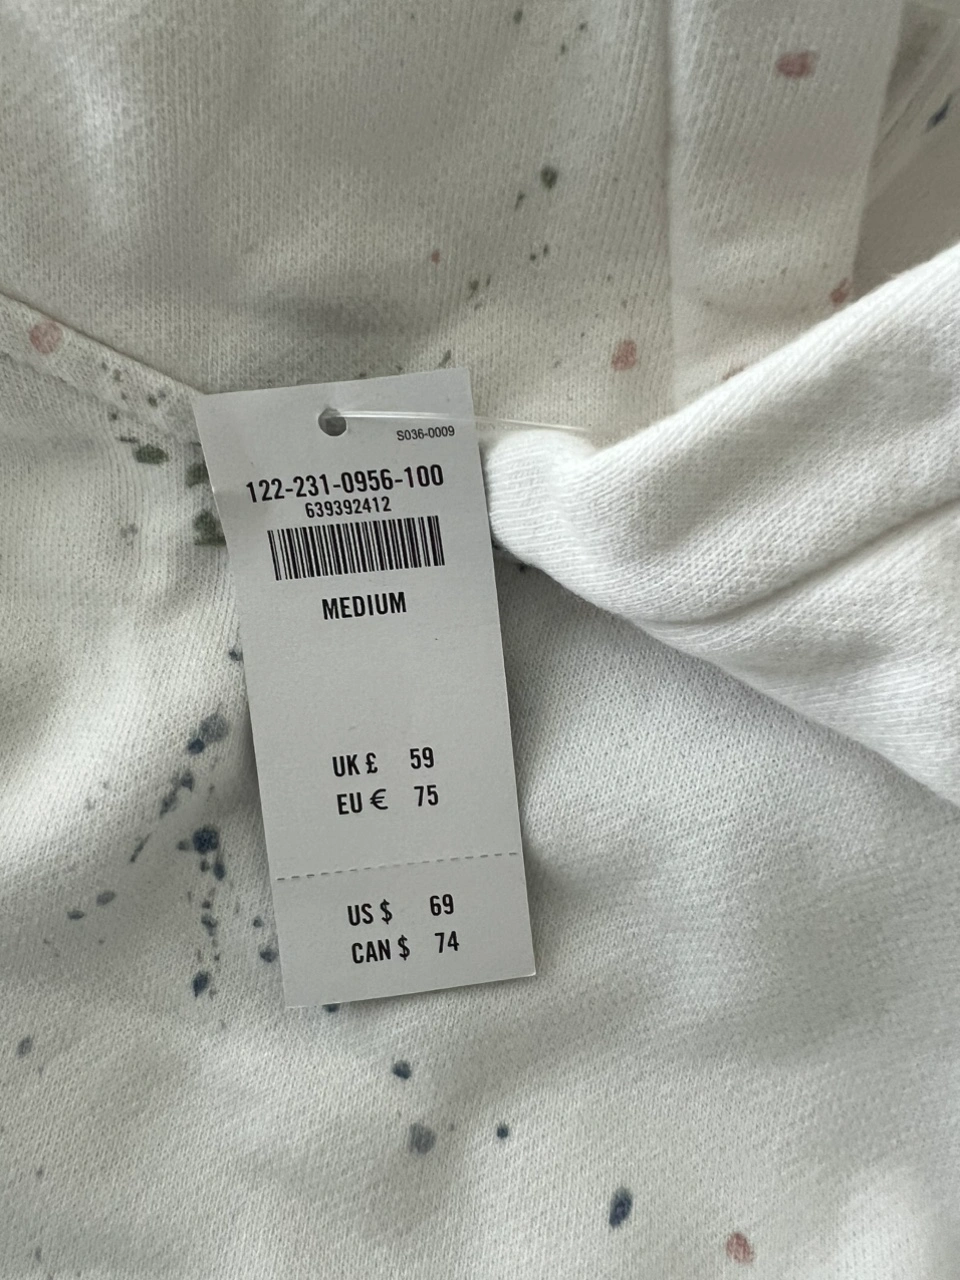 S036-0009
122-231-0956-100
639392412
MEDIUM
UK £ 59
EU € 75
US $ 69
CAN $ 74